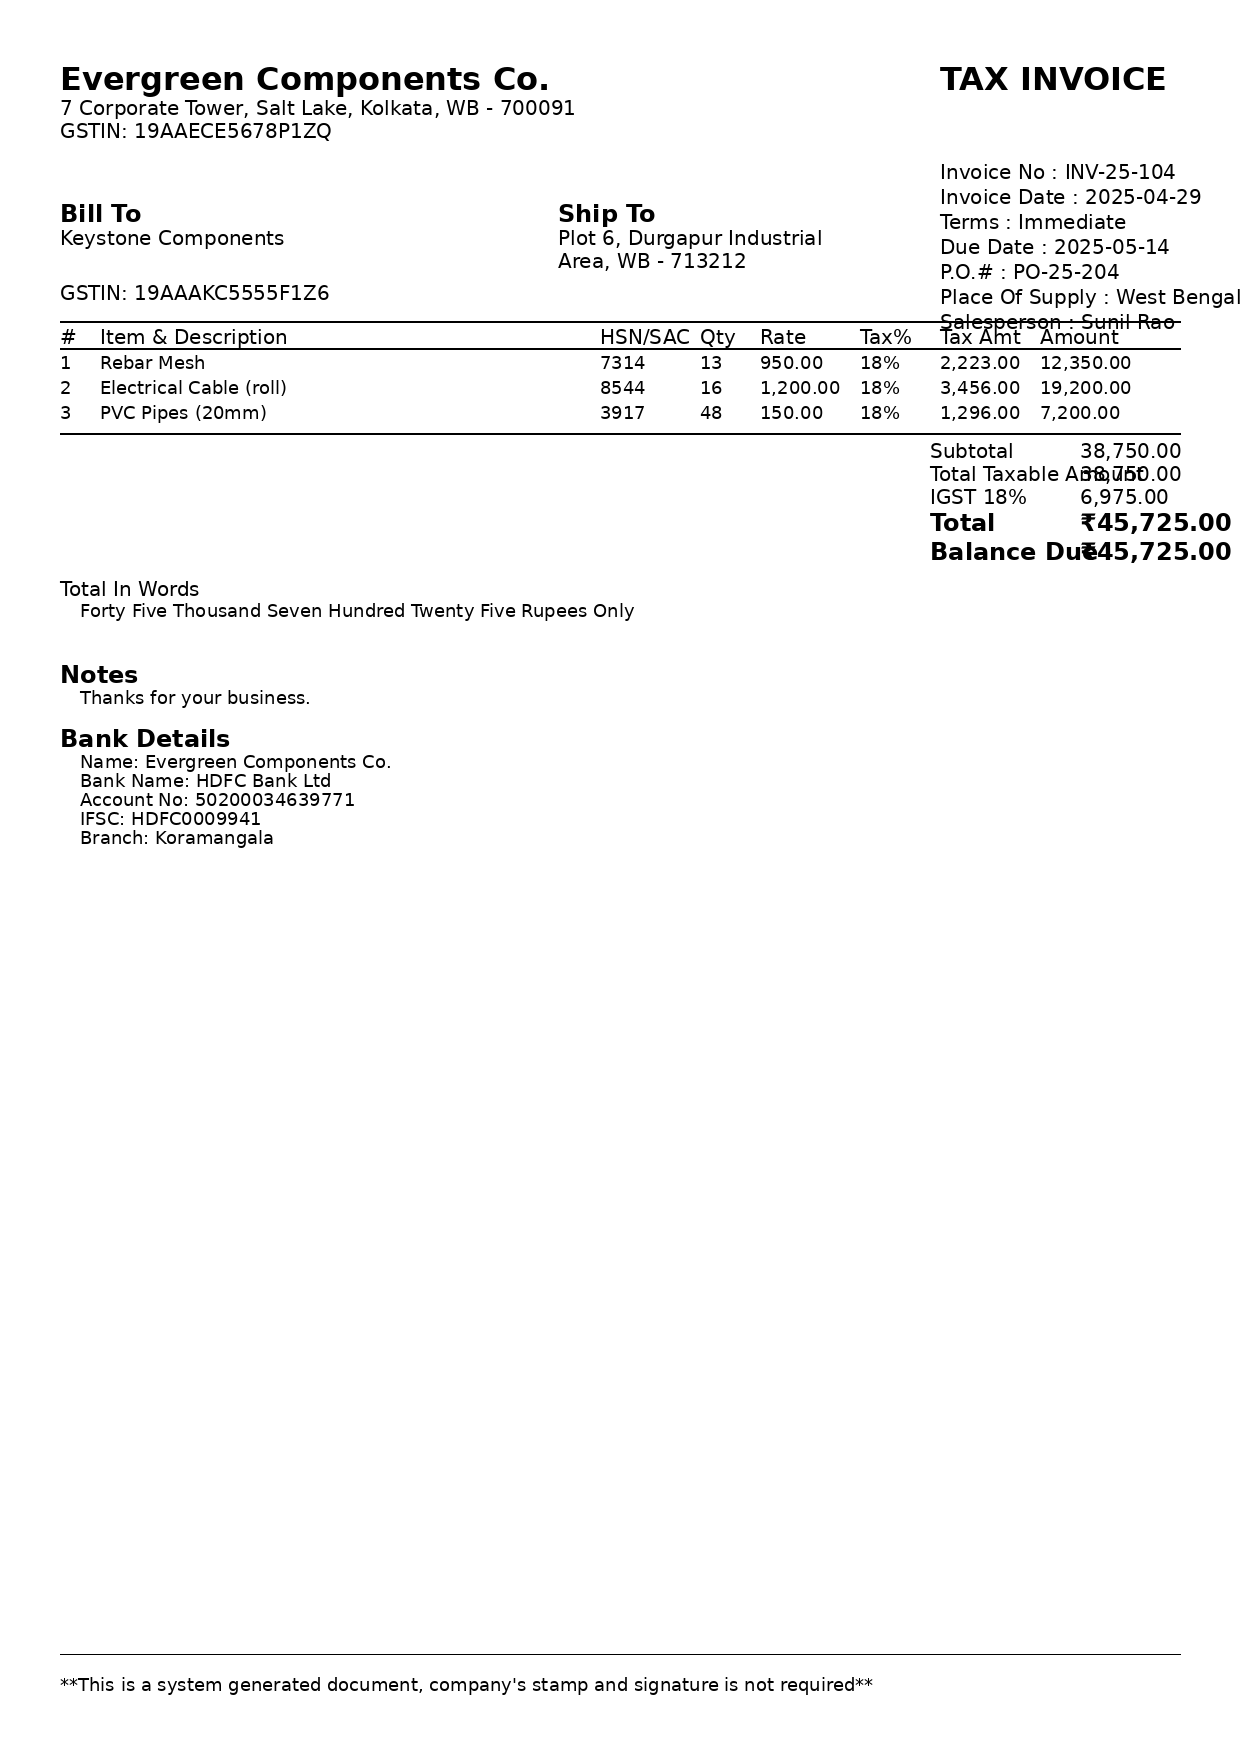 Evergreen Components Co.
TAX INVOICE
7 Corporate Tower, Salt Lake, Kolkata, WB - 700091
GSTIN: 19AAECE5678P1ZQ
Invoice No : INV-25-104
Invoice Date : 2025-04-29
Terms : Immediate
Due Date : 2025-05-14
P.O.# : PO-25-204
Place Of Supply : West Bengal
Salesperson : Sunil Rao
Bill To
Keystone Components
GSTIN: 19AAAKC5555F1Z6
Ship To
Plot 6, Durgapur Industrial
Area, WB - 713212
# Item & Description HSN/SAC Qty Rate Tax% Tax Amt Amount
1 Rebar Mesh 7314 13 950.00 18% 2,223.00 12,350.00
2 Electrical Cable (roll) 8544 16 1,200.00 18% 3,456.00 19,200.00
3 PVC Pipes (20mm) 3917 48 150.00 18% 1,296.00 7,200.00
Subtotal 38,750.00
Total Taxable Amount 38,750.00
IGST 18% 6,975.00
Total ₹45,725.00
Balance Due ₹45,725.00
Total In Words
Forty Five Thousand Seven Hundred Twenty Five Rupees Only
Notes
Thanks for your business.
Bank Details
Name: Evergreen Components Co.
Bank Name: HDFC Bank Ltd
Account No: 50200034639771
IFSC: HDFC0009941
Branch: Koramangala
**This is a system generated document, company's stamp and signature is not required**